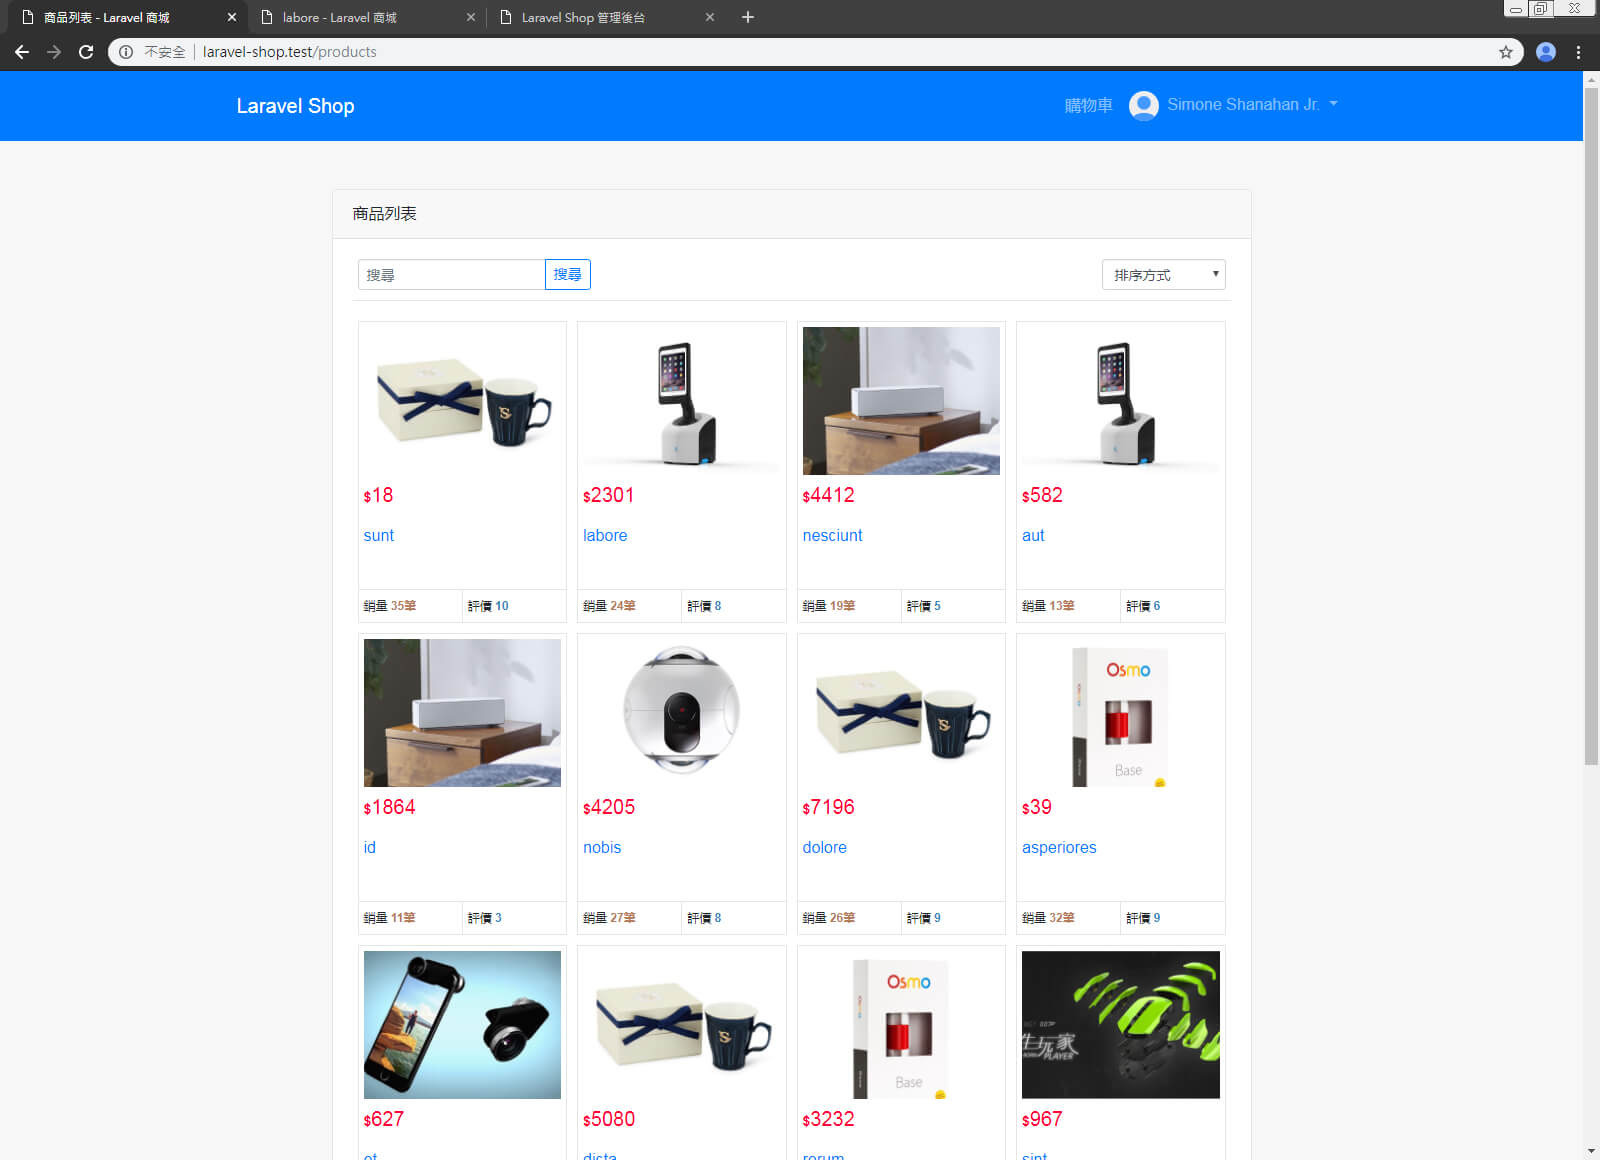 商品列表 - Laravel 商城
labore - Laravel 商城
Laravel Shop 管理後台
不安全 laravel-shop.test/products
Laravel Shop
購物車
Simone Shanahan Jr.
商品列表
搜尋
搜尋
排序方式
$18
$2301
$4412
$582
sunt
labore
nesciunt
aut
銷量 35筆
評價 10
銷量 24筆
評價 8
銷量 19筆
評價 5
銷量 13筆
評價 6
Osmo
Base
$1864
$4205
$7196
$39
id
nobis
dolore
asperiores
銷量 11筆
評價 3
銷量 27筆
評價 8
銷量 26筆
評價 9
銷量 32筆
評價 9
Osmo
Base
生玩家
PLAYER
$627
$5080
$3232
$967
et
dicta
rerum
sint